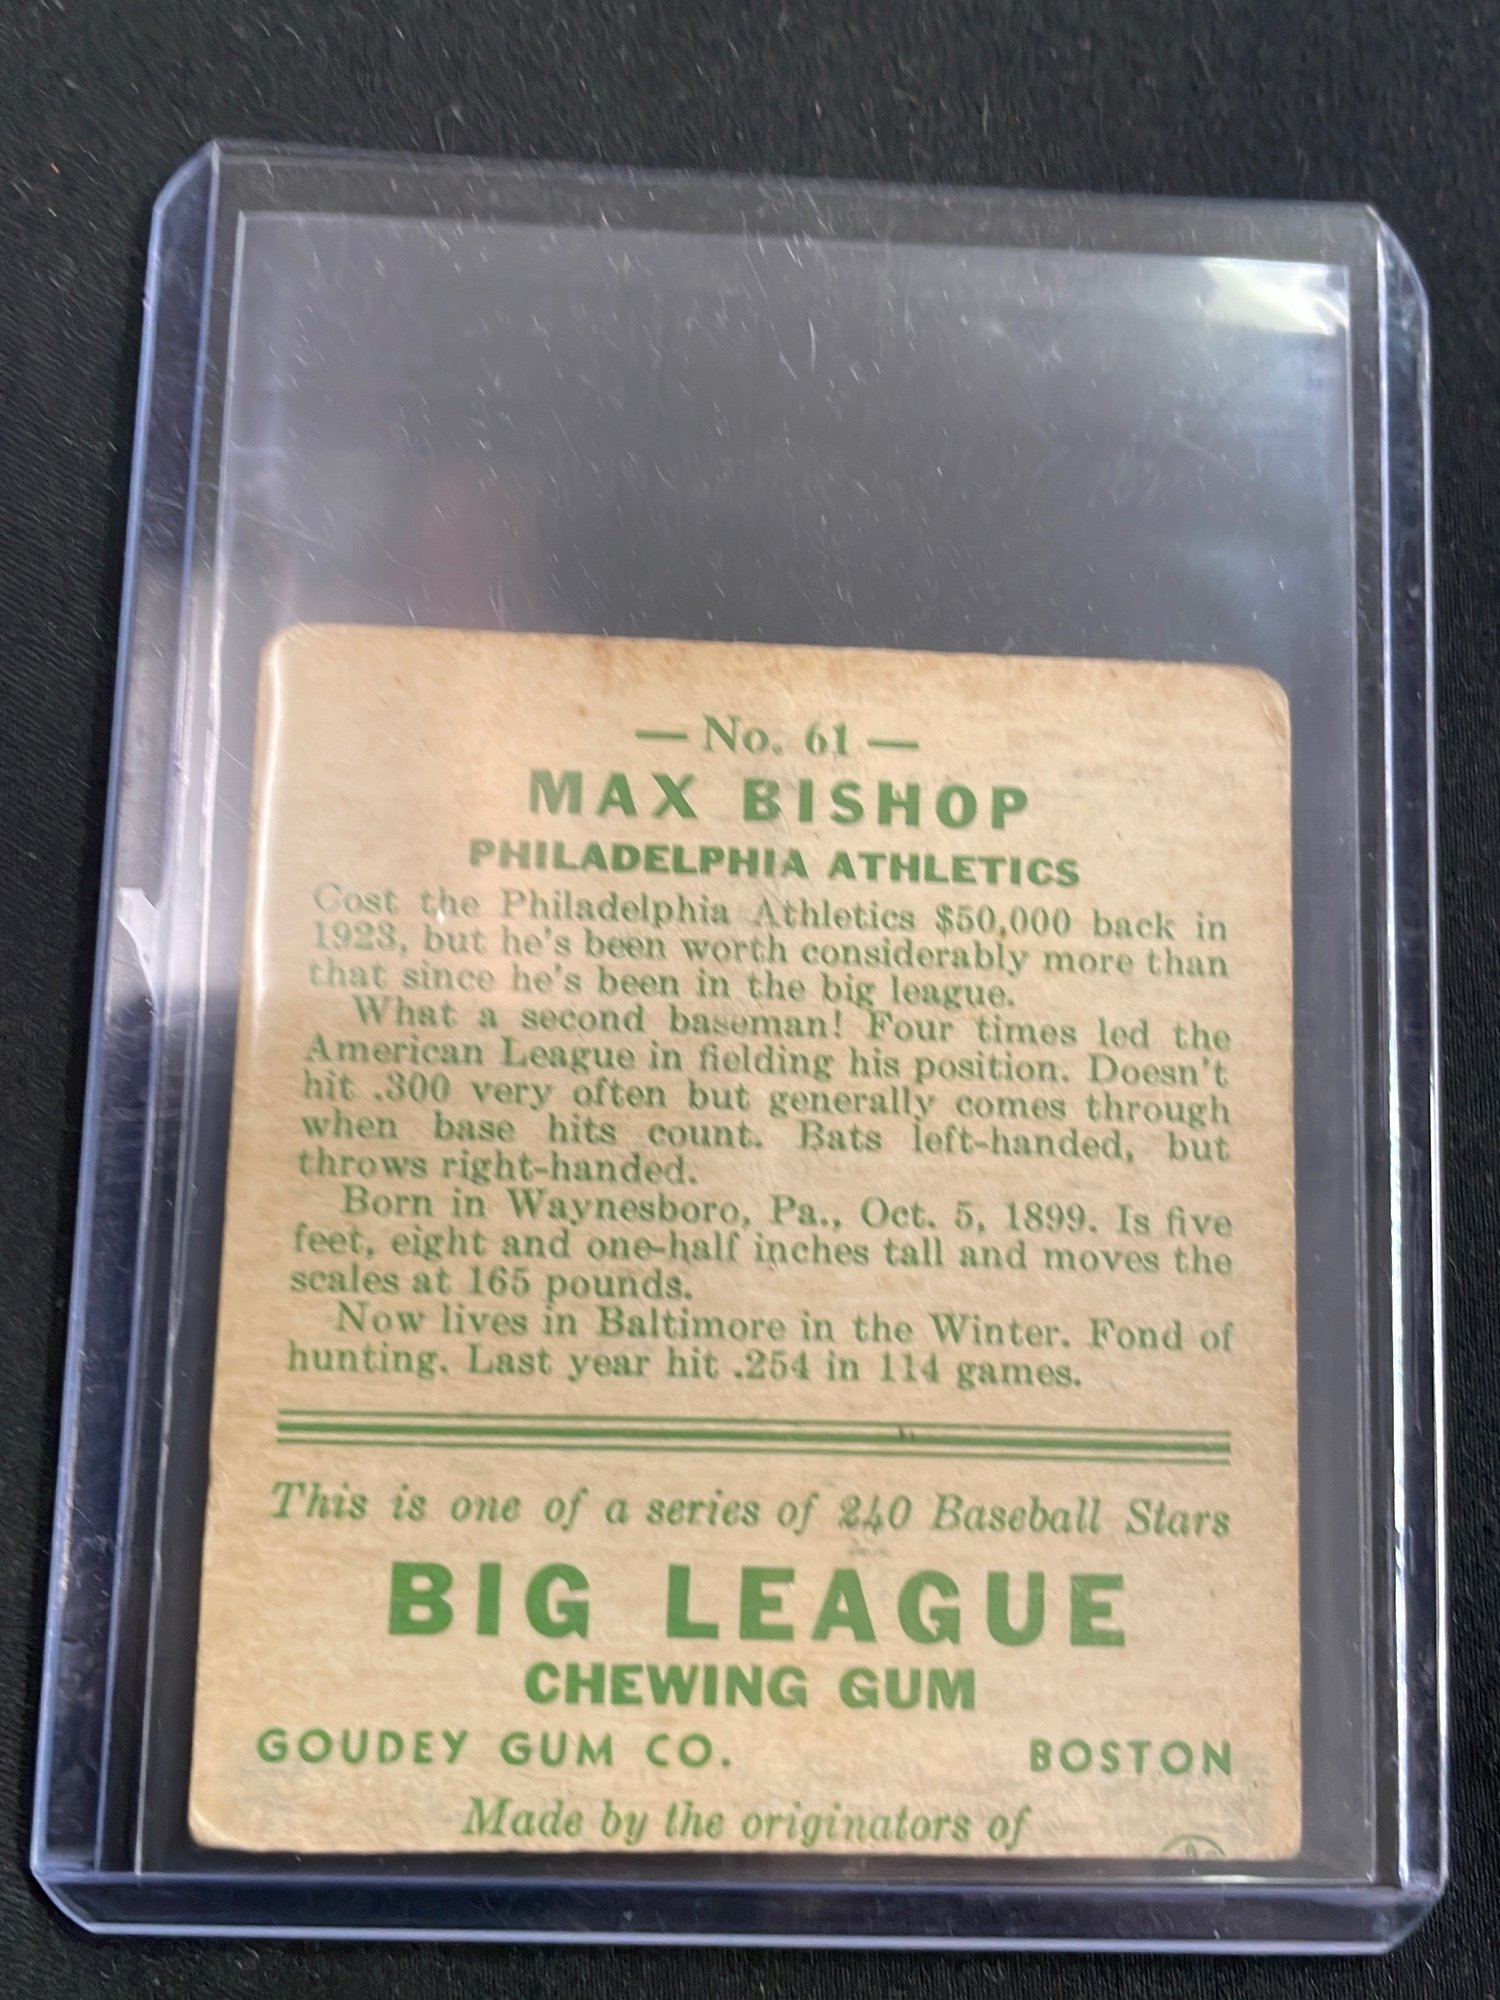 — No. 61 —
MAX BISHOP
PHILADELPHIA ATHLETICS
Cost the Philadelphia Athletics $50,000 back in
1923, but he's been worth considerably more than
that since he's been in the big league.
What a second baseman! Four times led the
American League in fielding his position. Doesn't
hit .300 very often but generally comes through
when base hits count. Bats left-handed, but
throws right-handed.
Born in Waynesboro, Pa., Oct. 5, 1899. Is five
feet, eight and one-half inches tall and moves the
scales at 165 pounds.
Now lives in Baltimore in the Winter. Fond of
hunting. Last year hit .254 in 114 games.
This is one of a series of 240 Baseball Stars
BIG LEAGUE
CHEWING GUM
GOUDEY GUM CO. BOSTON
Made by the originators of